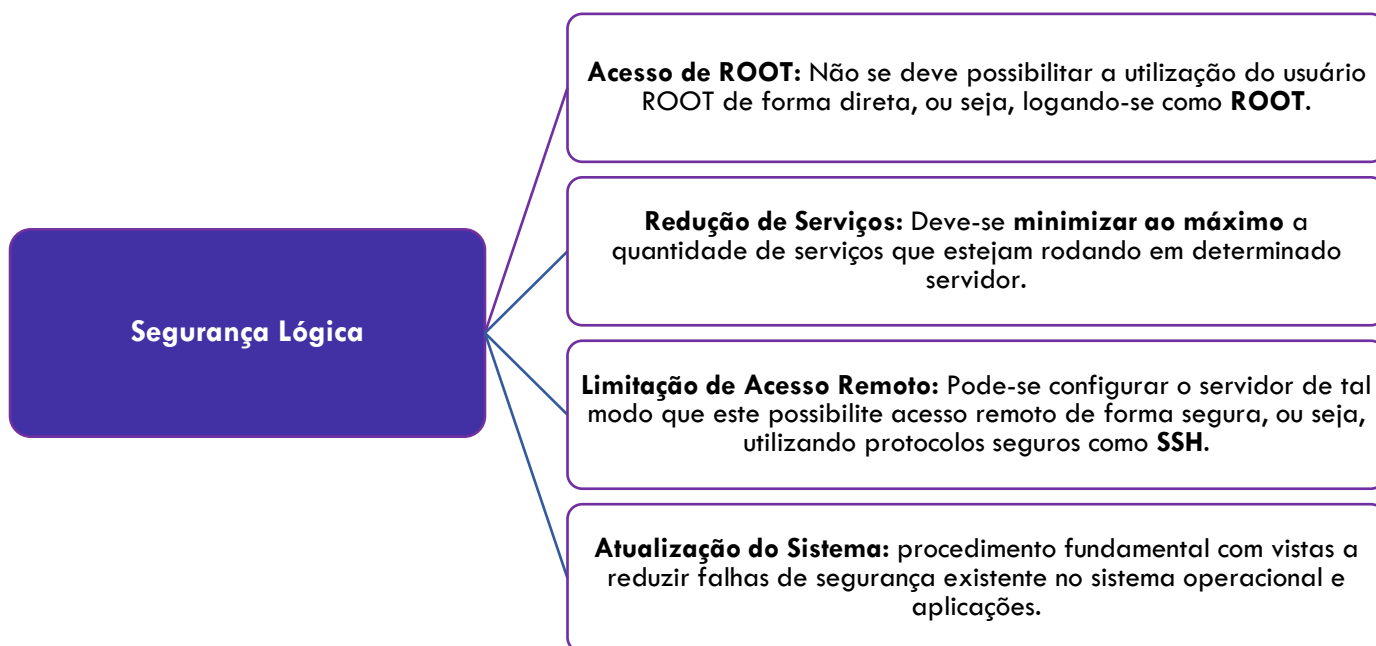 Segurança Lógica
Acesso de ROOT: Não se deve possibilitar a utilização do usuário
ROOT de forma direta, ou seja, logando-se como ROOT.
Redução de Serviços: Deve-se minimizar ao máximo a
quantidade de serviços que estejam rodando em determinado
servidor.
Limitação de Acesso Remoto: Pode-se configurar o servidor de tal
modo que este possibilite acesso remoto de forma segura, ou seja,
utilizando protocolos seguros como SSH.
Atualização do Sistema: procedimento fundamental com vistas a
reduzir falhas de segurança existente no sistema operacional e
aplicações.